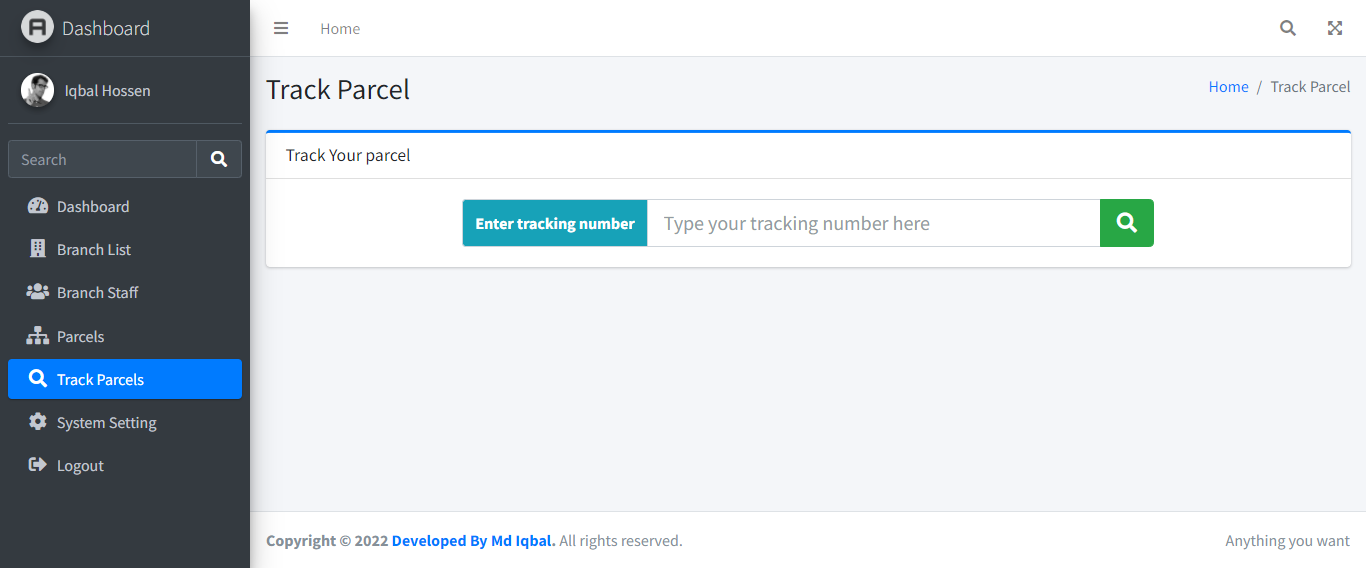 Dashboard
Iqbal Hossen
Search
Dashboard
Branch List
Branch Staff
Parcels
Track Parcels
System Setting
Logout
Home
Track Parcel
Home / Track Parcel
Track Your parcel
Enter tracking number
Type your tracking number here
Copyright © 2022 Developed By Md Iqbal. All rights reserved.
Anything you want